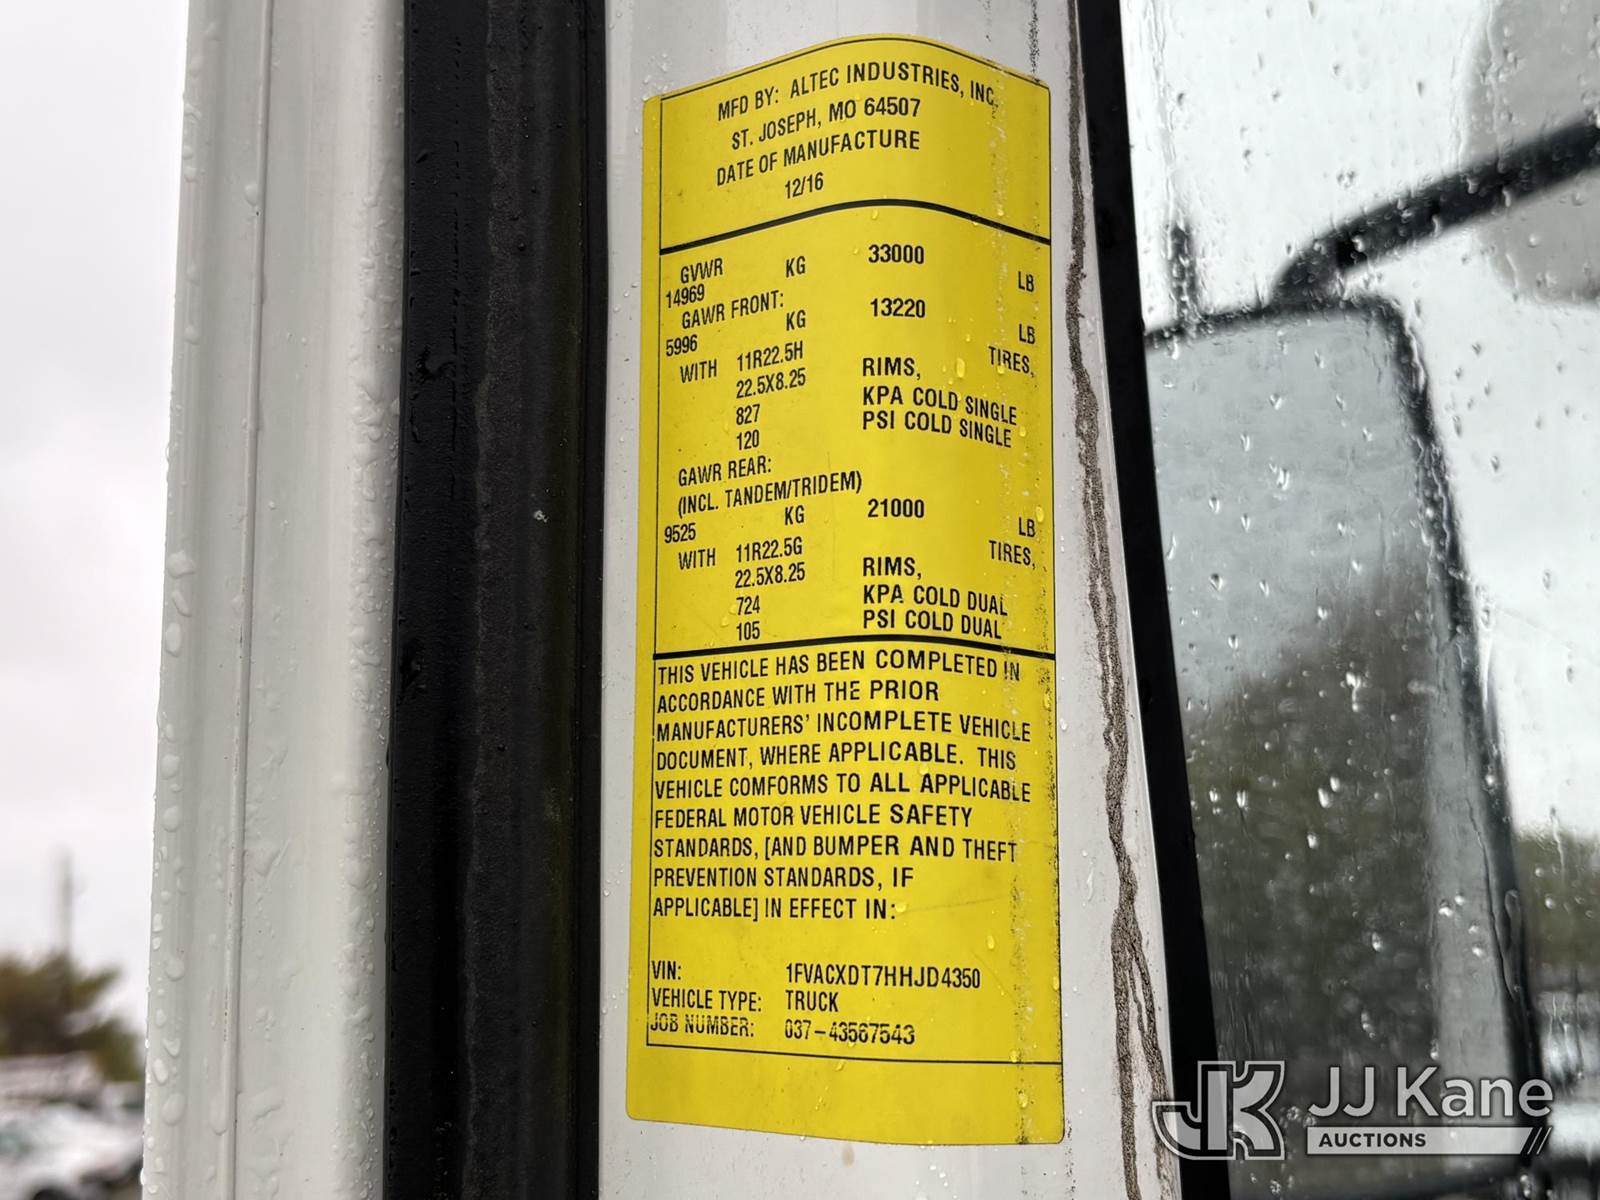 MFD BY: ALTEC INDUSTRIES, INC.
ST. JOSEPH, MO 64507
DATE OF MANUFACTURE
12/16
GVWR
14969 KG 33000 LB
GAWR FRONT:
5996 KG 13220 LB
WITH 11R22.5H TIRES,
22.5X8.25 RIMS,
827 KPA COLD SINGLE
120 PSI COLD SINGLE
GAWR REAR:
(INCL. TANDEM/TRIDEM)
9525 KG 21000 LB
WITH 11R22.5G TIRES,
22.5X8.25 RIMS,
724 KPA COLD DUAL
105 PSI COLD DUAL
THIS VEHICLE HAS BEEN COMPLETED IN
ACCORDANCE WITH THE PRIOR
MANUFACTURERS' INCOMPLETE VEHICLE
DOCUMENT, WHERE APPLICABLE. THIS
VEHICLE COMFORMS TO ALL APPLICABLE
FEDERAL MOTOR VEHICLE SAFETY
STANDARDS, [AND BUMPER AND THEFT
PREVENTION STANDARDS, IF
APPLICABLE] IN EFFECT IN:
VIN: 1FVACXDT7HHJD4350
VEHICLE TYPE: TRUCK
JOB NUMBER: 037-43567543
JK JJ Kane
AUCTIONS